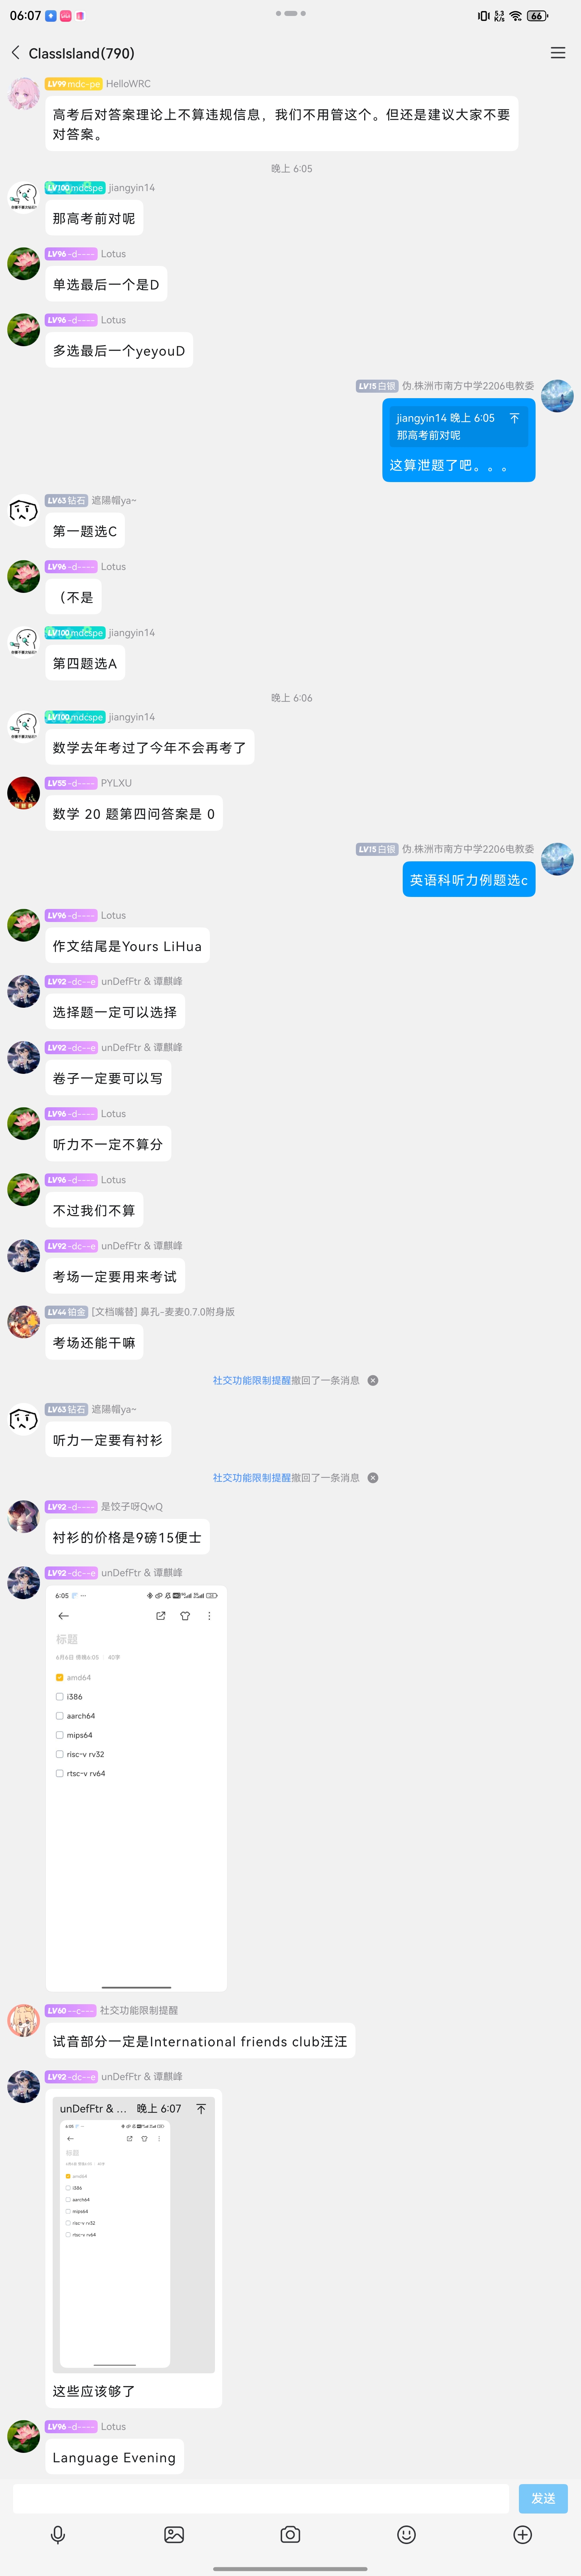 06:07
5.3
K/s
66
ClassIsland(790)
LV99 mdc-pe HelloWRC
高考后对答案理论上不算违规信息，我们不用管这个。但还是建议大家不要
对答案。
晚上 6:05
LV100 mdcspe jiangyin14
那高考前对呢
LV96 -d---- Lotus
单选最后一个是D
LV96 -d---- Lotus
多选最后一个yeyouD
LV15 白银 伪.株洲市南方中学2206电教委
jiangyin14 晚上 6:05
那高考前对呢
这算泄题了吧。。。
LV63 钻石 遮陽帽ya~
第一题选C
LV96 -d---- Lotus
（不是
LV100 mdcspe jiangyin14
第四题选A
晚上 6:06
LV100 mdcspe jiangyin14
数学去年考过了今年不会再考了
LV55 -d---- PYLXU
数学 20 题第四问答案是 0
LV15 白银 伪.株洲市南方中学2206电教委
英语科听力例题选c
LV96 -d---- Lotus
作文结尾是Yours LiHua
LV92 -dc--e unDefFtr & 谭麒峰
选择题一定可以选择
LV92 -dc--e unDefFtr & 谭麒峰
卷子一定要可以写
LV96 -d---- Lotus
听力不一定不算分
LV96 -d---- Lotus
不过我们不算
LV92 -dc--e unDefFtr & 谭麒峰
考场一定要用来考试
LV44 铂金 [文档嘴替] 鼻孔-麦麦0.7.0附身版
考场还能干嘛
社交功能限制提醒撤回了一条消息
LV63 钻石 遮陽帽ya~
听力一定要有衬衫
社交功能限制提醒撤回了一条消息
LV92 -d---- 是饺子呀QwQ
衬衫的价格是9磅15便士
LV92 -dc--e unDefFtr & 谭麒峰
6:05
标题
6月6日 傍晚6:05 | 40字
amd64
i386
aarch64
mips64
risc-v rv32
rtsc-v rv64
LV60 --c--- 社交功能限制提醒
试音部分一定是International friends club汪汪
LV92 -dc--e unDefFtr & 谭麒峰
unDefFtr & ... 晚上 6:07
6:05
标题
amd64
i386
aarch64
mips64
risc-v rv32
rtsc-v rv64
这些应该够了
LV96 -d---- Lotus
Language Evening
发送